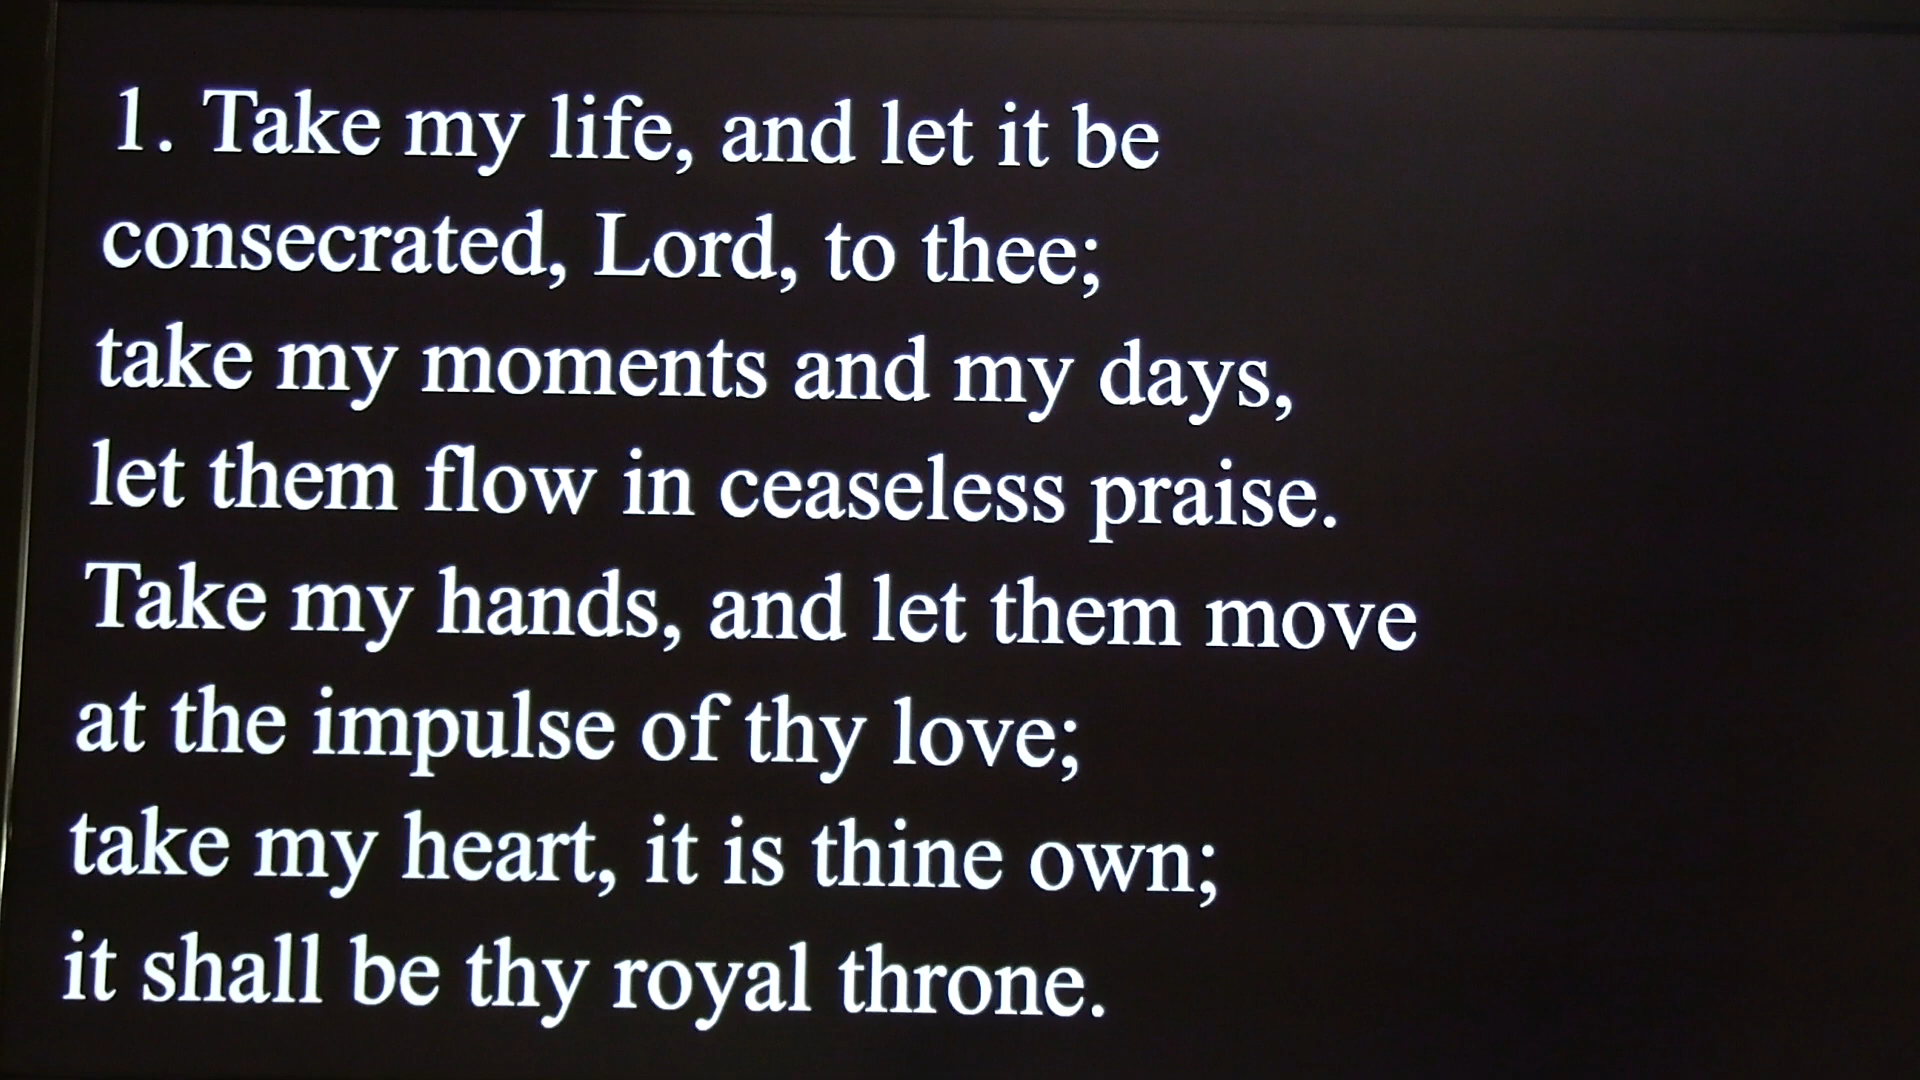 1. Take my life, and let it be
consecrated, Lord, to thee;
take my moments and my days,
let them flow in ceaseless praise.
Take my hands, and let them move
at the impulse of thy love;
take my heart, it is thine own;
it shall be thy royal throne.